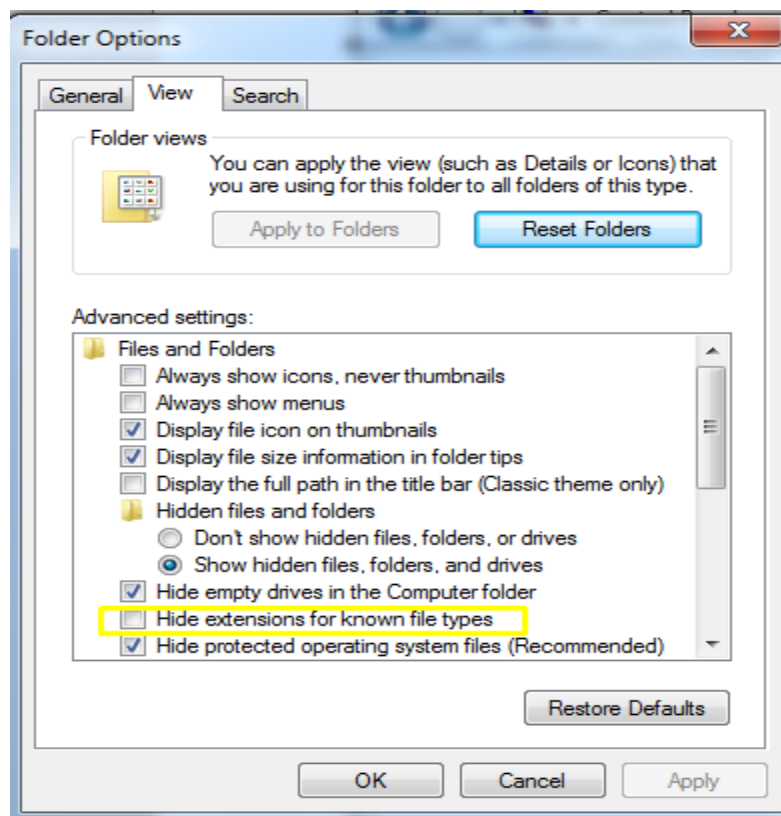 Folder Options
General View Search
Folder views
You can apply the view (such as Details or Icons) that
you are using for this folder to all folders of this type.
Apply to Folders Reset Folders
Advanced settings:
Files and Folders
Always show icons, never thumbnails
Always show menus
Display file icon on thumbnails
Display file size information in folder tips
Display the full path in the title bar (Classic theme only)
Hidden files and folders
Don't show hidden files, folders, or drives
Show hidden files, folders, and drives
Hide empty drives in the Computer folder
Hide extensions for known file types
Hide protected operating system files (Recommended)
Restore Defaults
OK Cancel Apply